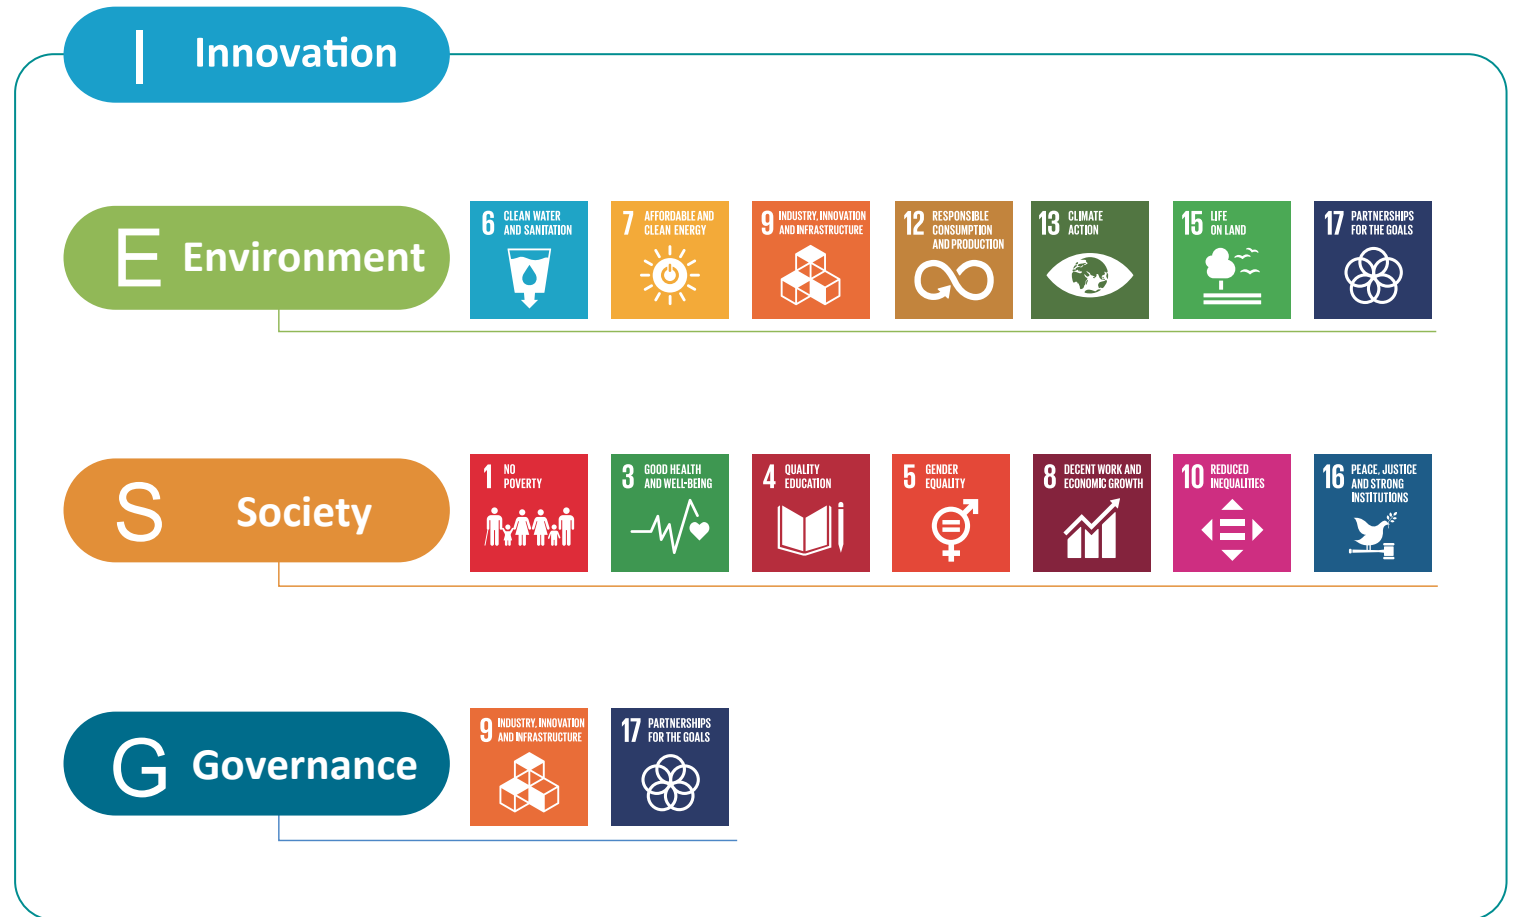 I Innovation
E Environment
6 CLEAN WATER
AND SANITATION
7 AFFORDABLE AND
CLEAN ENERGY
9 INDUSTRY, INNOVATION
AND INFRASTRUCTURE
12 RESPONSIBLE
CONSUMPTION
AND PRODUCTION
13 CLIMATE
ACTION
15 LIFE
ON LAND
17 PARTNERSHIPS
FOR THE GOALS
S Society
1 NO
POVERTY
3 GOOD HEALTH
AND WELL-BEING
4 QUALITY
EDUCATION
5 GENDER
EQUALITY
8 DECENT WORK AND
ECONOMIC GROWTH
10 REDUCED
INEQUALITIES
16 PEACE, JUSTICE
AND STRONG
INSTITUTIONS
G Governance
9 INDUSTRY, INNOVATION
AND INFRASTRUCTURE
17 PARTNERSHIPS
FOR THE GOALS